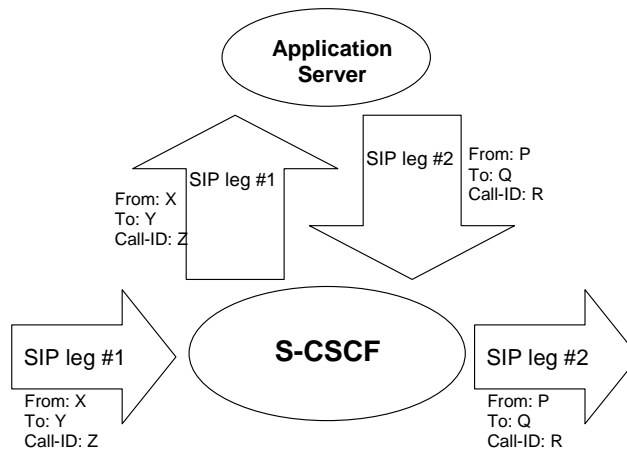 Application
Server
SIP leg #1
From: X
To: Y
Call-ID: Z
SIP leg #2
From: P
To: Q
Call-ID: R
SIP leg #1
From: X
To: Y
Call-ID: Z
S-CSCF
SIP leg #2
From: P
To: Q
Call-ID: R